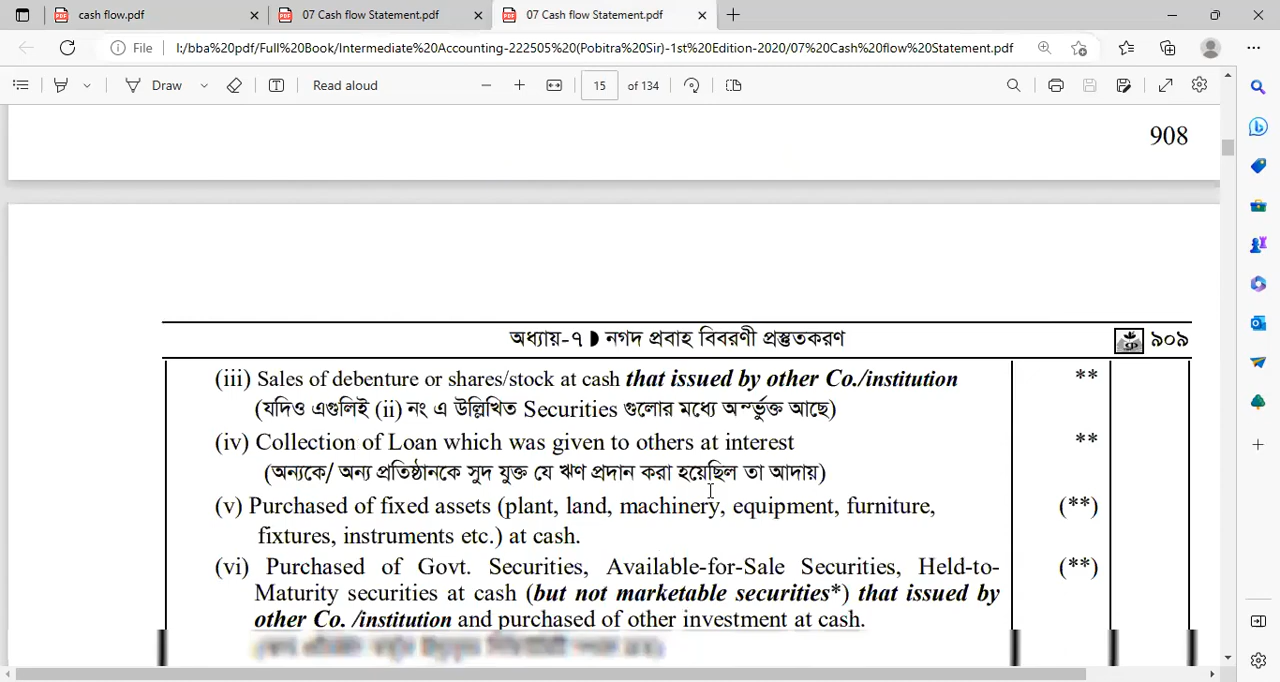 cash flow.pdf
07 Cash flow Statement.pdf
07 Cash flow Statement.pdf
File
I:/bba%20pdf/Full%20Book/Intermediate%20Accounting-222505%20(Pobitra%20Sir)-1st%20Edition-2020/07%20Cash%20flow%20Statement.pdf
Draw
Read aloud
15 of 134
908
অধ্যায়-৭ ◗ নগদ প্রবাহ বিবরণী প্রস্তুতকরণ ৯০৯
(iii) Sales of debenture or shares/stock at cash that issued by other Co./institution **
(যদিও এগুলিই (ii) নং এ উল্লিখিত Securities গুলোর মধ্যে অন্তর্ভুক্ত আছে)
(iv) Collection of Loan which was given to others at interest **
(অন্যকে/ অন্য প্রতিষ্ঠানকে সুদ যুক্ত যে ঋণ প্রদান করা হয়েছিল তা আদায়)
(v) Purchased of fixed assets (plant, land, machinery, equipment, furniture, (**)
fixtures, instruments etc.) at cash.
(vi) Purchased of Govt. Securities, Available-for-Sale Securities, Held-to- (**)
Maturity securities at cash (but not marketable securities*) that issued by
other Co. /institution and purchased of other investment at cash.